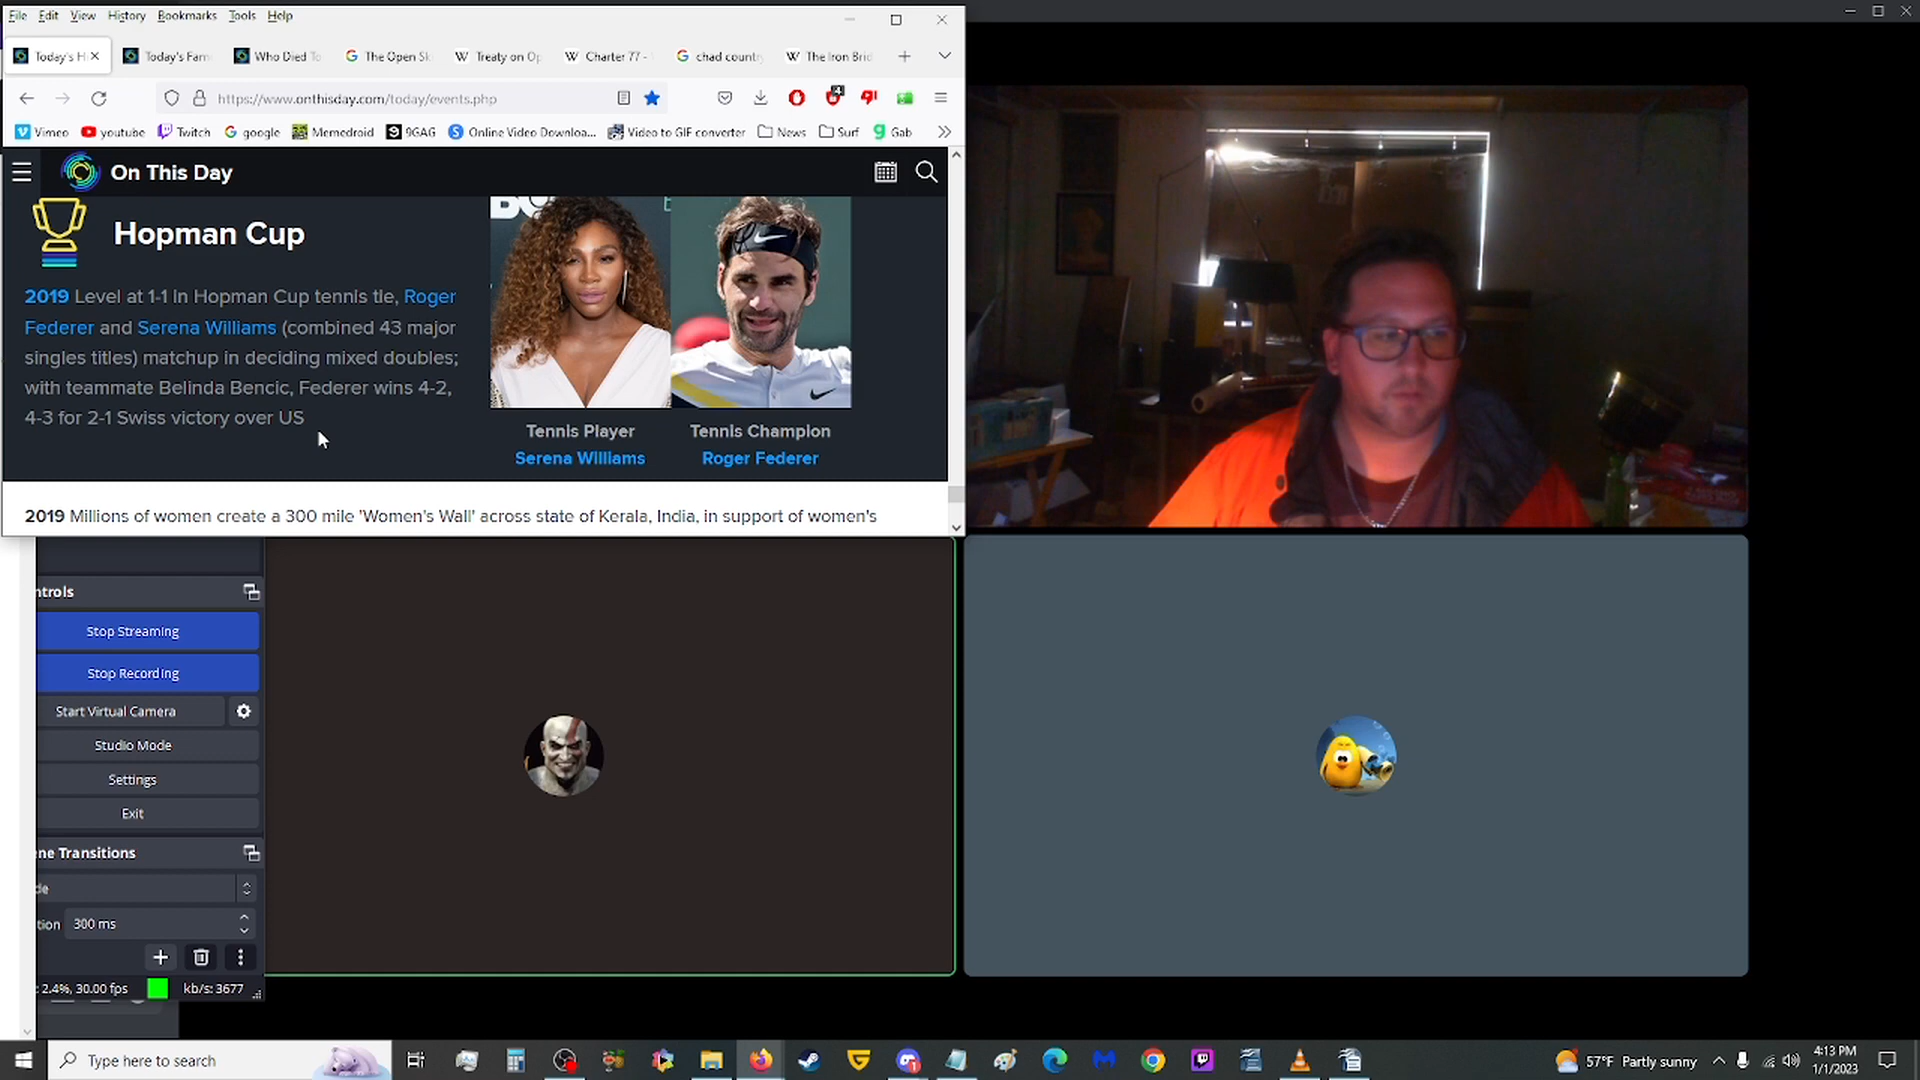 File Edit View History Bookmarks Tools Help
Today's H Today's Fam Who Died To The Open Sk Treaty on Op Charter 77 - chad countr The Iron Brid
https://www.onthisday.com/today/events.php
Vimeo youtube Twitch google Memedroid 9GAG Online Video Downloa... Video to GIF converter News Surf Gab
On This Day
Hopman Cup
2019 Level at 1-1 in Hopman Cup tennis tie, Roger
Federer and Serena Williams (combined 43 major
singles titles) matchup in deciding mixed doubles;
with teammate Belinda Bencic, Federer wins 4-2,
4-3 for 2-1 Swiss victory over US
Tennis Player
Serena Williams
Tennis Champion
Roger Federer
2019 Millions of women create a 300 mile 'Women's Wall' across state of Kerala, India, in support of women's
ntrols
Stop Streaming
Stop Recording
Start Virtual Camera
Studio Mode
Settings
Exit
ene Transitions
de
tion 300 ms
: 2.4%, 30.00 fps kb/s: 3677
Type here to search
57°F Partly sunny
4:13 PM
1/1/2023